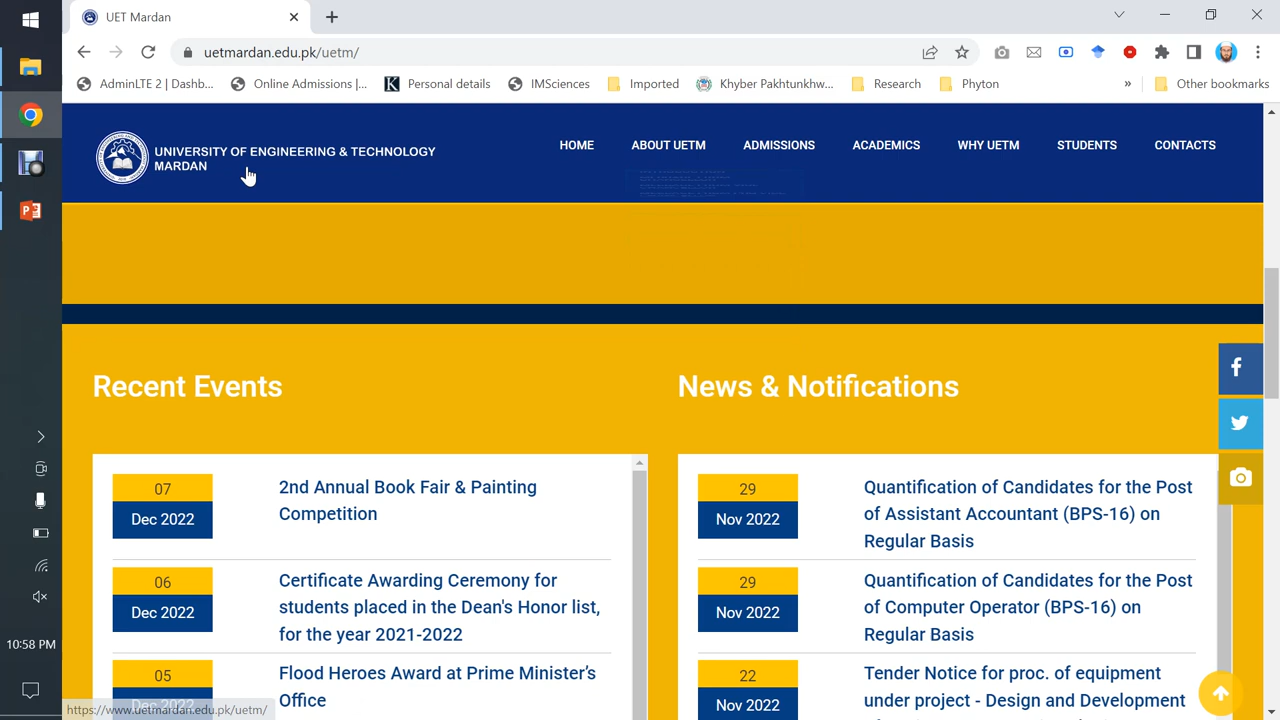 UET Mardan
uetmardan.edu.pk/uetm/
AdminLTE 2 | Dashb...
Online Admissions |...
Personal details
IMSciences
Imported
Khyber Pakhtunkhw...
Research
Phyton
»
Other bookmarks
UNIVERSITY OF ENGINEERING & TECHNOLOGY
MARDAN
HOME
ABOUT UETM
ADMISSIONS
ACADEMICS
WHY UETM
STUDENTS
CONTACTS
Recent Events
07
Dec 2022
2nd Annual Book Fair & Painting
Competition
06
Dec 2022
Certificate Awarding Ceremony for
students placed in the Dean's Honor list,
for the year 2021-2022
05
Dec 2022
Flood Heroes Award at Prime Minister's
Office
News & Notifications
29
Nov 2022
Quantification of Candidates for the Post
of Assistant Accountant (BPS-16) on
Regular Basis
29
Nov 2022
Quantification of Candidates for the Post
of Computer Operator (BPS-16) on
Regular Basis
22
Nov 2022
Tender Notice for proc. of equipment
under project - Design and Development
10:58 PM
https://www.uetmardan.edu.pk/uetm/